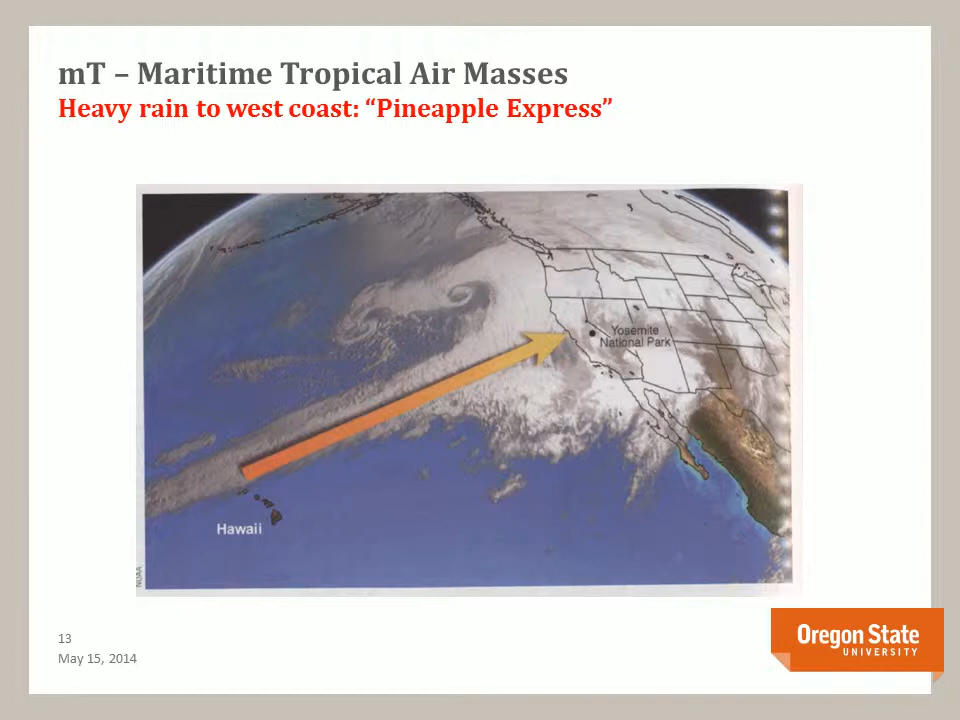 mT – Maritime Tropical Air Masses
Heavy rain to west coast: “Pineapple Express”
Yosemite
National Park
Hawaii
NOAA
13
May 15, 2014
Oregon State
UNIVERSITY